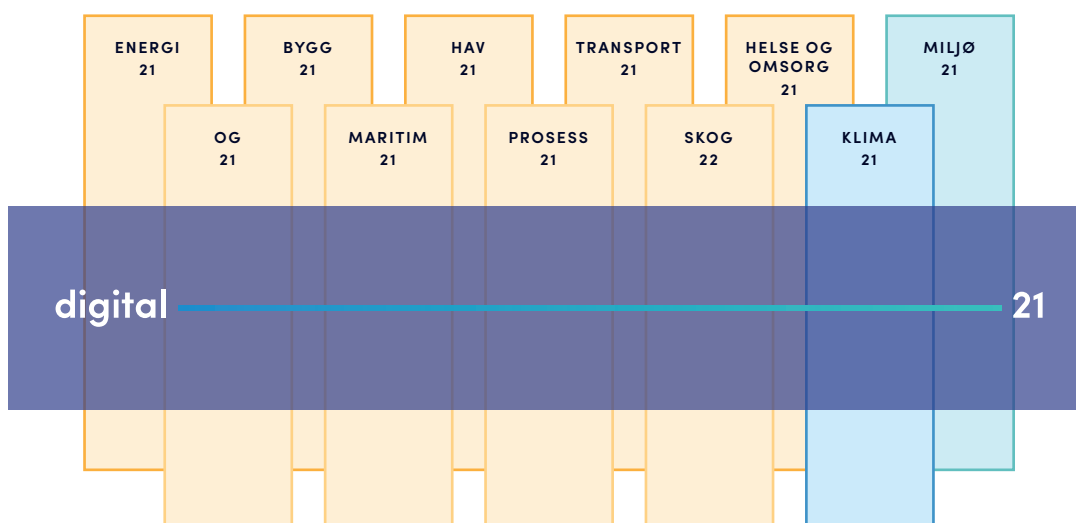 ENERGI
21
BYGG
21
HAV
21
TRANSPORT
21
HELSE OG
OMSORG
21
MILJØ
21
OG
21
MARITIM
21
PROSESS
21
SKOG
22
KLIMA
21
digital 21